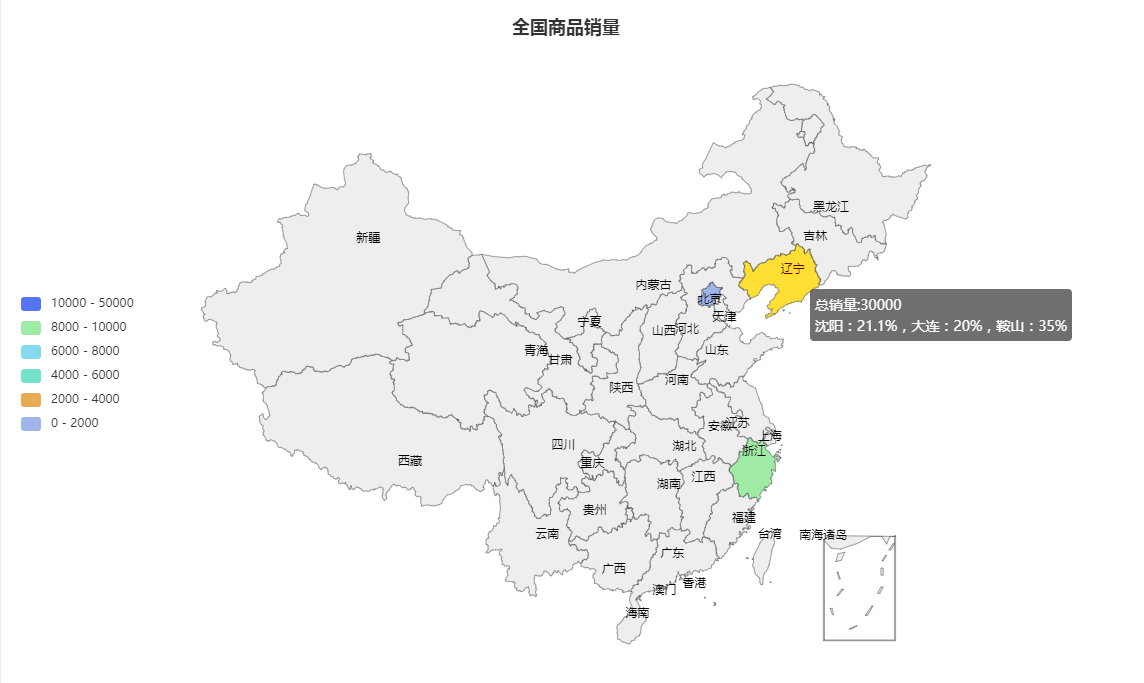 全国商品销量
黑龙江
吉林
新疆
辽宁
内蒙古
北京
10000 - 50000
总销量:30000
天津
宁夏
8000 - 10000
沈阳：21.1%，大连：20%，鞍山：35%
山西
河北
6000 - 8000
青海
山东
甘肃
4000 - 6000
河南
陕西
2000 - 4000
0 - 2000
安徽
江苏
上海
四川
湖北
浙江
西藏
重庆
江西
湖南
贵州
福建
云南
台湾
南海诸岛
广东
广西
香港
澳门
海南